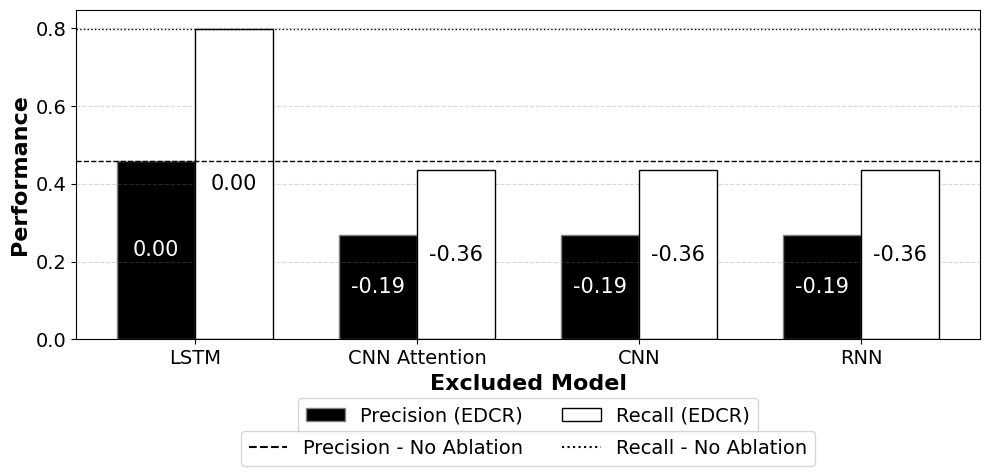 Performance
0.8
0.6
0.4
0.2
0.0
0.00
0.00
-0.19
-0.36
-0.19
-0.36
-0.19
-0.36
LSTM
CNN Attention
CNN
RNN
Excluded Model
Precision (EDCR)
Recall (EDCR)
Precision - No Ablation
Recall - No Ablation